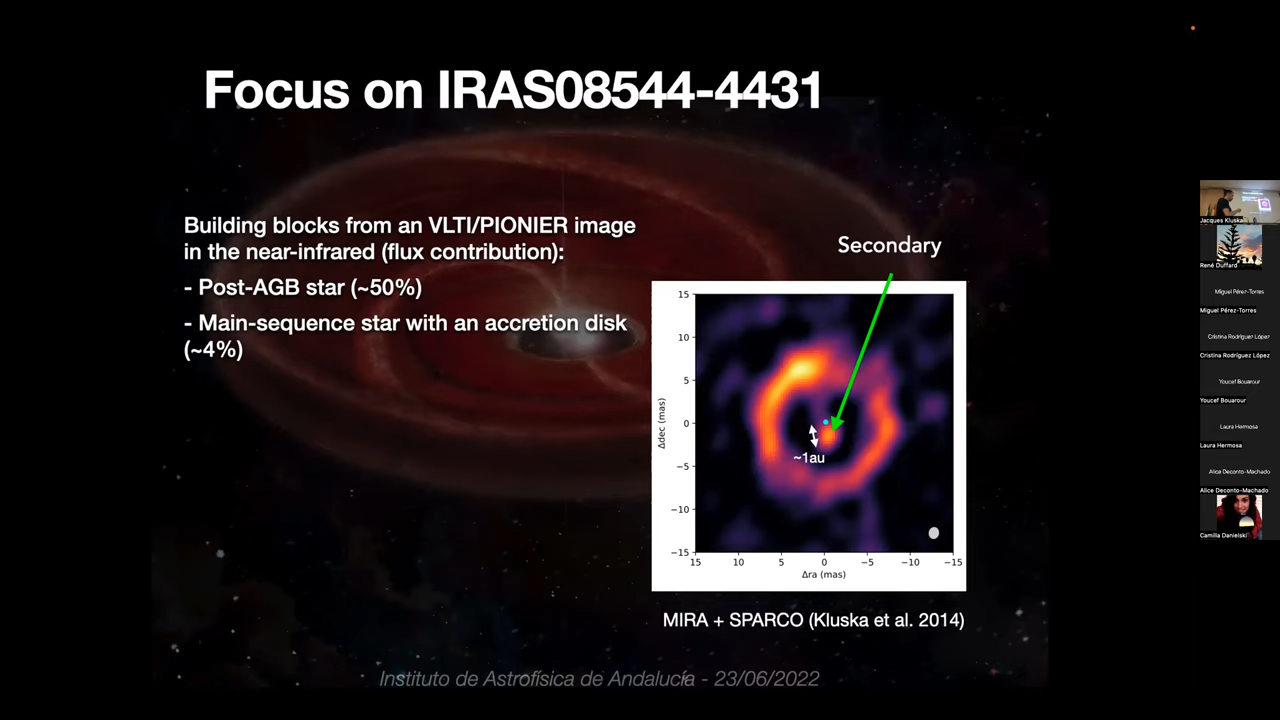 Focus on IRAS08544-4431
Building blocks from an VLTI/PIONIER image
in the near-infrared (flux contribution):
- Post-AGB star (~50%)
- Main-sequence star with an accretion disk
(~4%)
Secondary
15
10
5
0
−5
−10
−15
Δdec (mas)
~1au
15
10
5
0
−5
−10
−15
Δra (mas)
MIRA + SPARCO (Kluska et al. 2014)
Instituto de Astrofísica de Andalucía - 23/06/2022
Jacques Kluska
René Duffard
Miguel Pérez-Torres
Miguel Pérez-Torres
Cristina Rodríguez López
Cristina Rodríguez López
Youcef Bouarour
Youcef Bouarour
Laura Hermosa
Laura Hermosa
Alice Deconto-Machado
Alice Deconto-Machado
Camilla Danielski